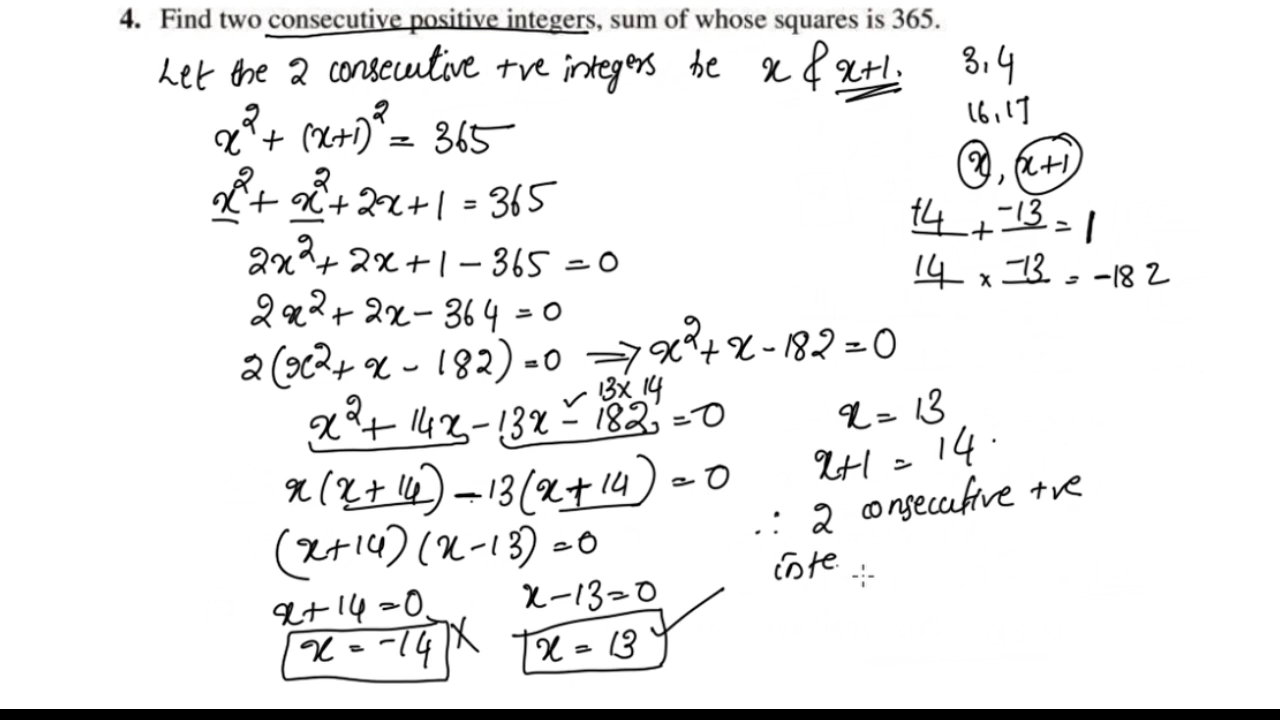 4. Find two consecutive positive integers, sum of whose squares is 365.
Let the 2 consecutive +ve integers be x & x+1.
3,4
16,17
x² + (x+1)² = 365
x, x+1
x² + x² + 2x + 1 = 365
+4 + -13 = 1
2x² + 2x + 1 - 365 = 0
14 x -13 = -182
2x² + 2x - 364 = 0
2(x² + x - 182) = 0 ⟹ x² + x - 182 = 0
13x 14
x² + 14x - 13x - 182 = 0
x = 13
x(x+14) - 13(x+14) = 0
x+1 = 14.
(x+14)(x-13) = 0
∴ 2 consecutive +ve
inte
x+14 = 0
x-13 = 0
x = -14 ×
x = 13 ✓